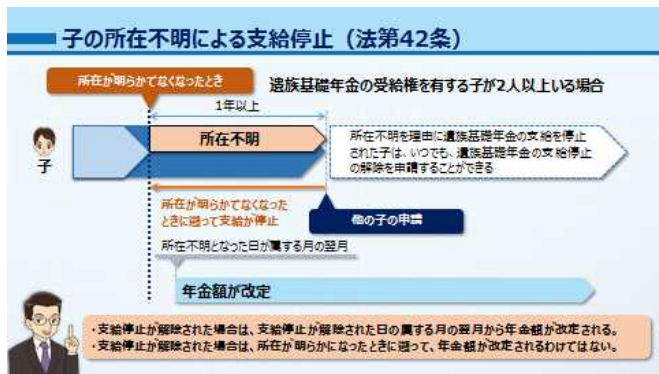 子の所在不明による支給停止（法第42条）
所在が明らかでなくなったとき
遺族基礎年金の受給権を有する子が2人以上いる場合
1年以上
子
所在不明
所在不明を理由に遺族基礎年金の支給を停止
された子は、いつでも、遺族基礎年金の支給停止
の解除を申請することができる
所在が明らかでなくなった
ときに遡って支給が停止
他の子の申請
所在不明となった日が属する月の翌月
年金額が改定
・支給停止が解除された場合は、支給停止が解除された日の属する月の翌月から年金額が改定される。
・支給停止が解除された場合は、所在が明らかになったときに遡って、年金額が改定されるわけではない。